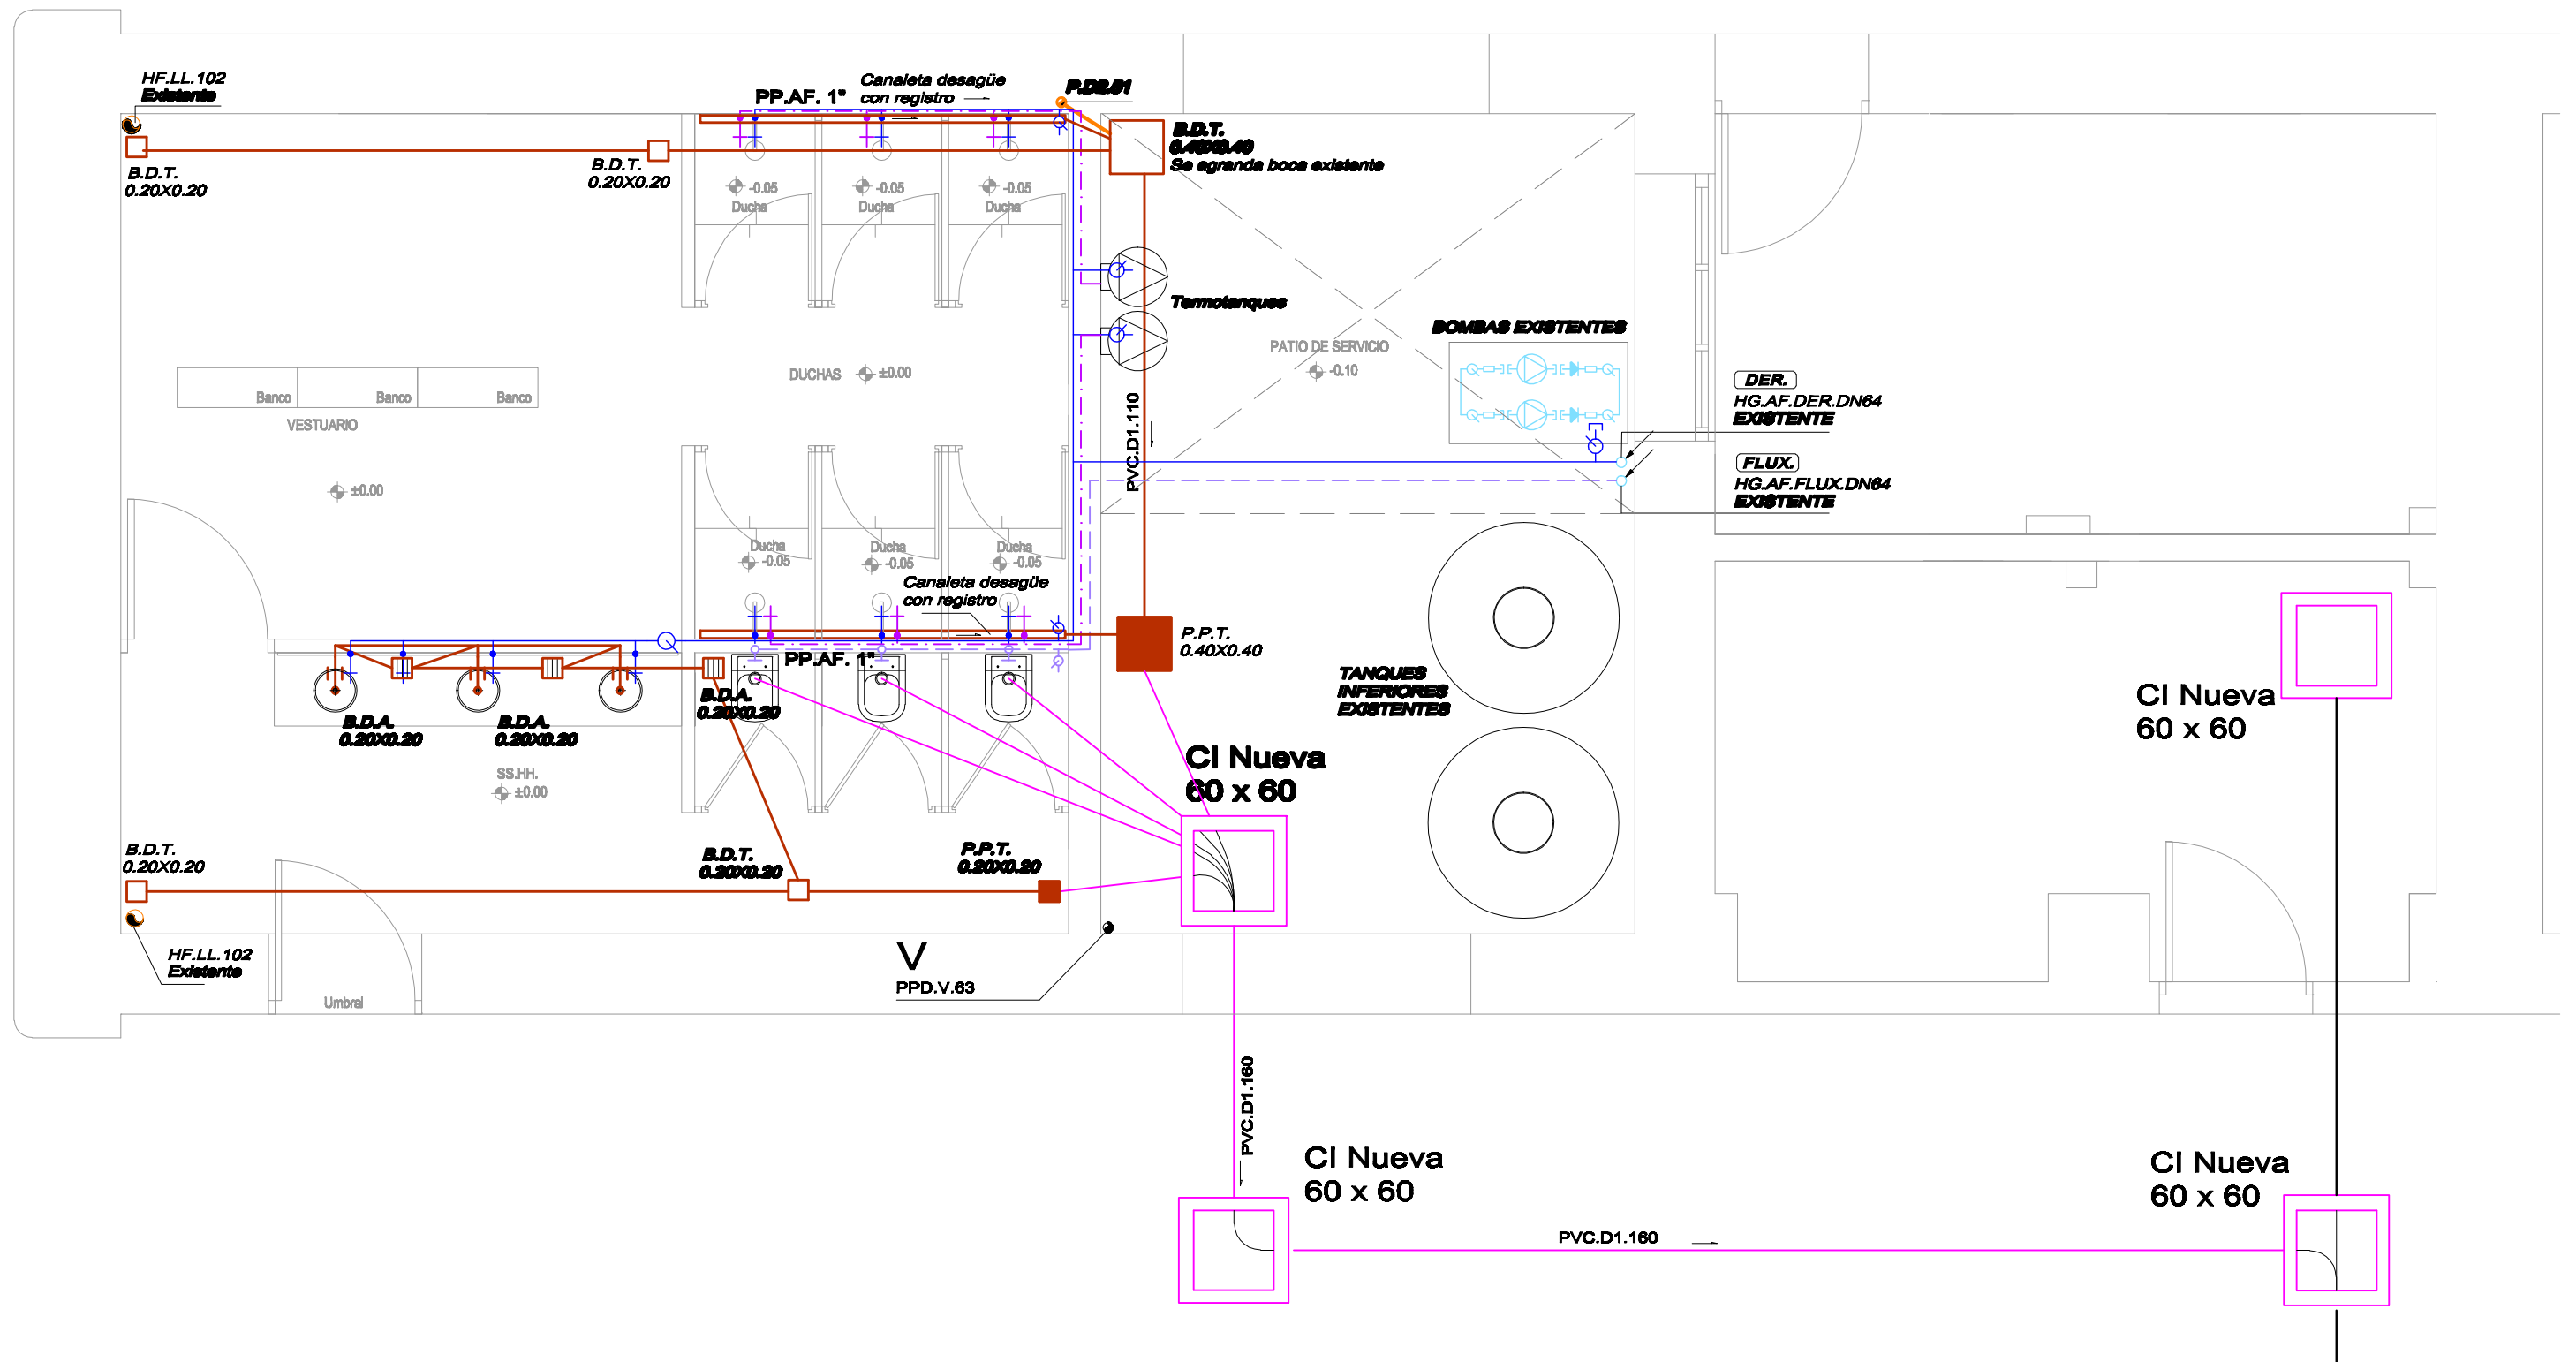 HF.LL.102
Existente
B.D.T.
0.20X0.20
B.D.T.
0.20X0.20
PP.AF. 1"
Canaleta desagüe
con registro
P.D2.51
B.D.T.
0.40X0.40
Se agranda boca existente
-0.05
Ducha
-0.05
Ducha
-0.05
Ducha
Termotanques
BOMBAS EXISTENTES
PATIO DE SERVICIO
-0.10
DUCHAS
±0.00
Banco
Banco
Banco
VESTUARIO
±0.00
PVC.D1.110
DER.
HG.AF.DER.DN64
EXISTENTE
FLUX.
HG.AF.FLUX.DN64
EXISTENTE
Ducha
-0.05
Ducha
-0.05
Ducha
-0.05
Canaleta desagüe
con registro
P.P.T.
0.40X0.40
PP.AF. 1"
B.D.A.
0.20X0.20
B.D.A.
0.20X0.20
B.D.A.
0.20X0.20
TANQUES
INFERIORES
EXISTENTES
CI Nueva
60 x 60
CI Nueva
60 x 60
SS.HH.
±0.00
B.D.T.
0.20X0.20
B.D.T.
0.20X0.20
P.P.T.
0.20X0.20
HF.LL.102
Existente
Umbral
V
PPD.V.63
PVC.D1.160
CI Nueva
60 x 60
PVC.D1.160
CI Nueva
60 x 60